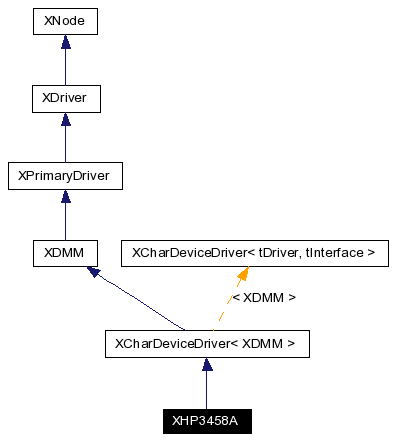 XNode
XDriver
XPrimaryDriver
XDMM
XCharDeviceDriver< tDriver, tInterface >
< XDMM >
XCharDeviceDriver< XDMM >
XHP3458A